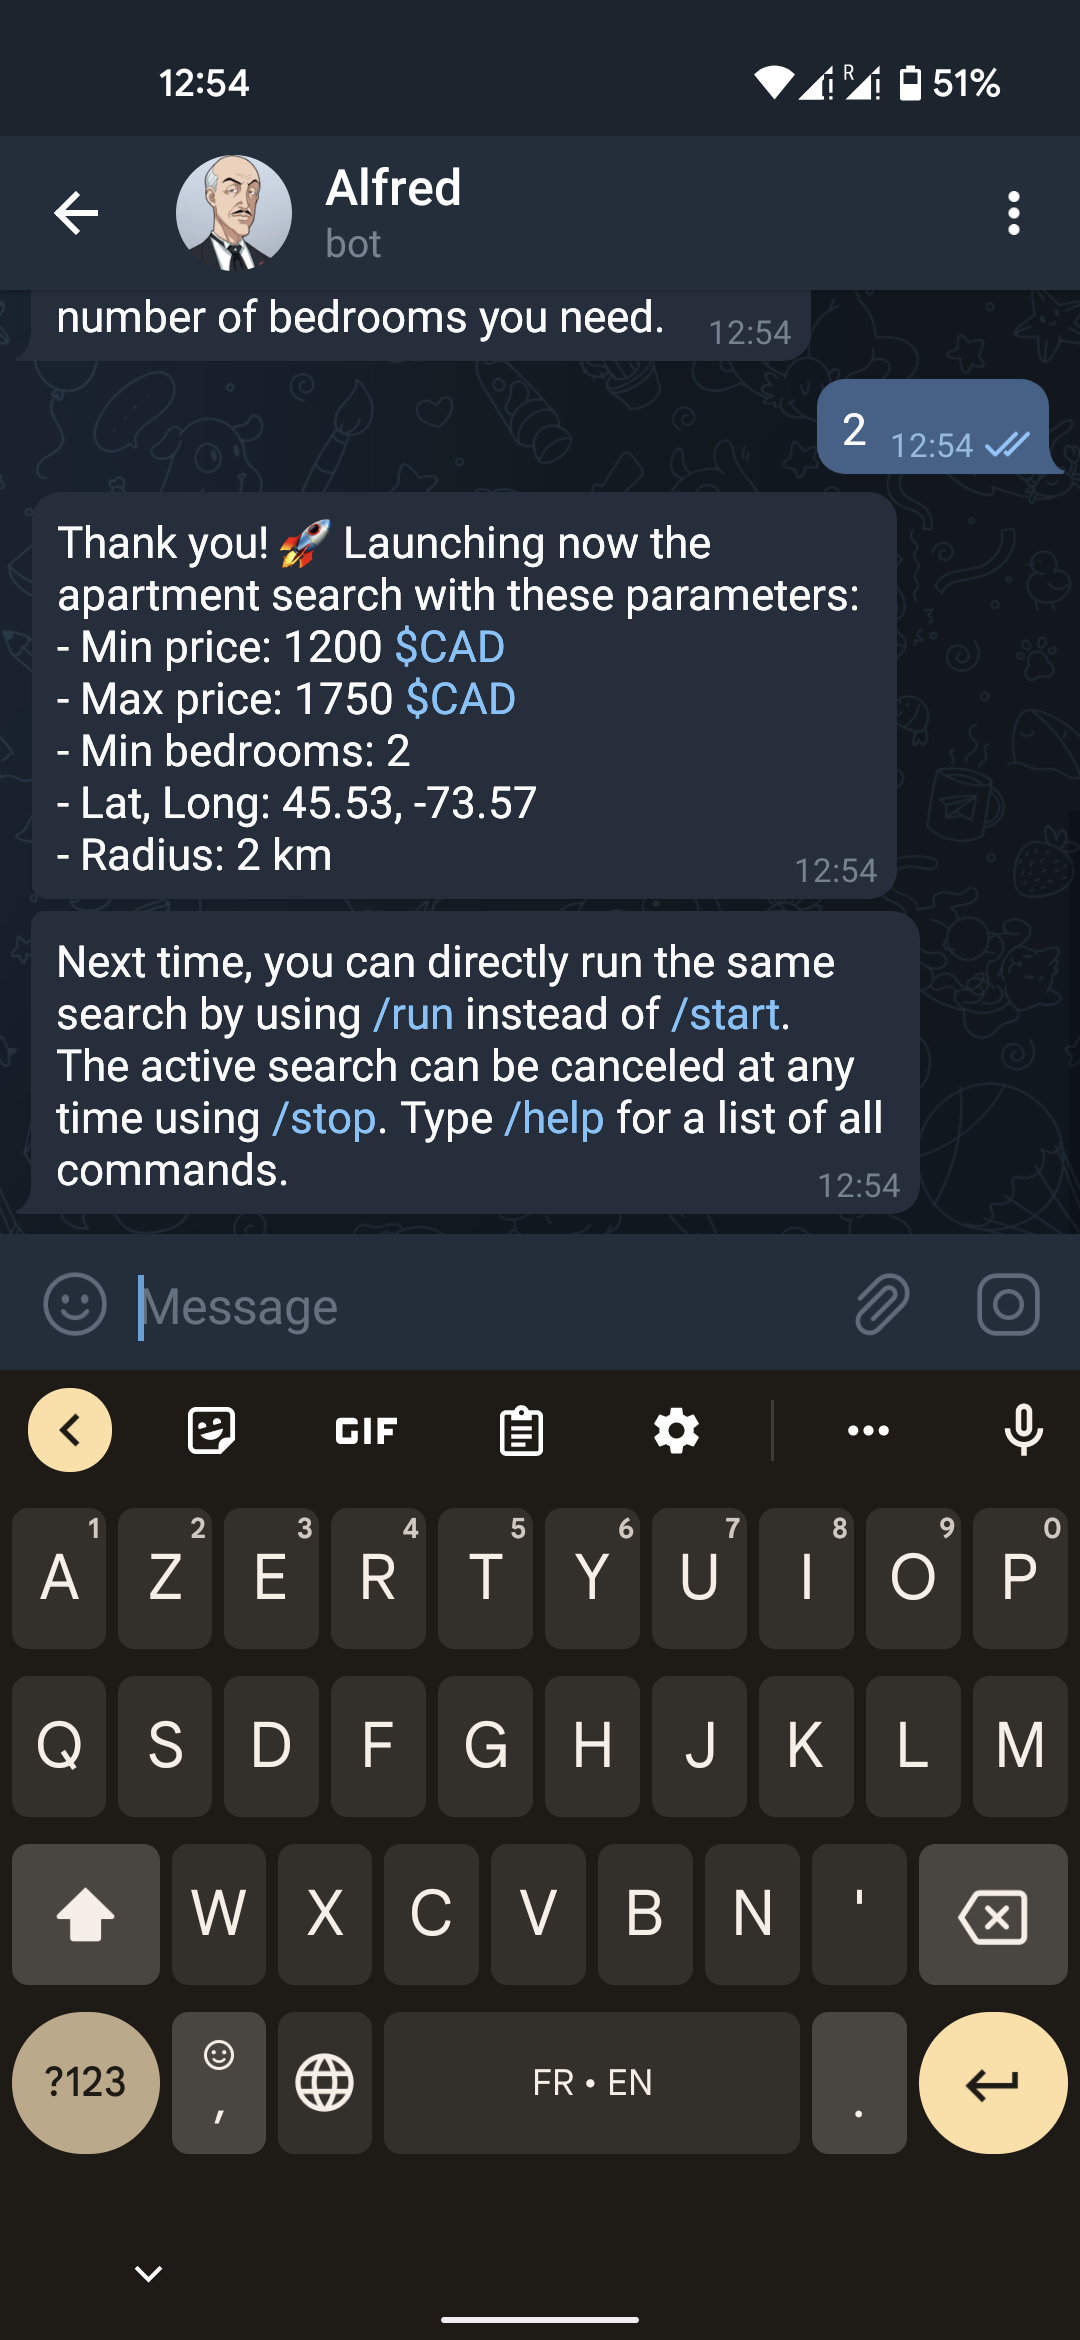 12:54
R
51%
Alfred
bot
number of bedrooms you need. 12:54
2 12:54
Thank you! 🚀 Launching now the
apartment search with these parameters:
- Min price: 1200 $CAD
- Max price: 1750 $CAD
- Min bedrooms: 2
- Lat, Long: 45.53, -73.57
- Radius: 2 km
12:54
Next time, you can directly run the same
search by using /run instead of /start.
The active search can be canceled at any
time using /stop. Type /help for a list of all
commands.
12:54
Message
GIF
1 2 3 4 5 6 7 8 9 0
A Z E R T Y U I O P
Q S D F G H J K L M
W X C V B N '
?123 , FR • EN .